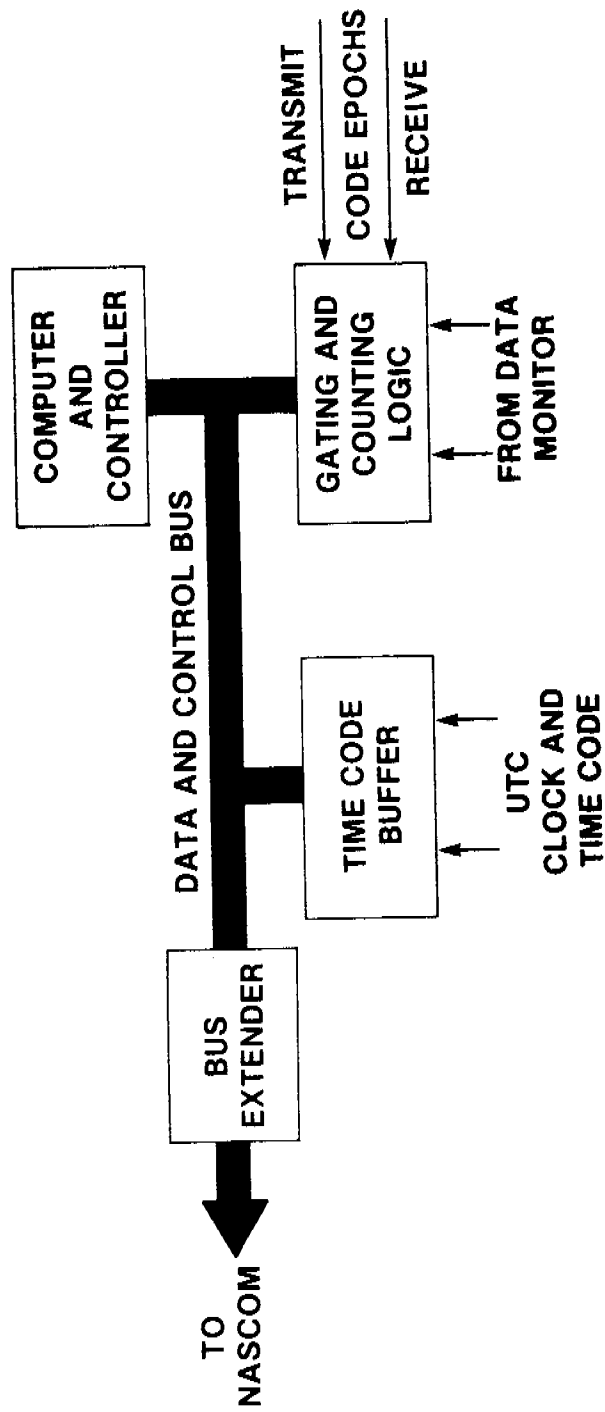 TO
NASCOM
BUS
EXTENDER
DATA AND CONTROL BUS
COMPUTER
AND
CONTROLLER
TIME CODE
BUFFER
UTC
CLOCK AND
TIME CODE
GATING AND
COUNTING
LOGIC
FROM DATA
MONITOR
TRANSMIT
CODE EPOCHS
RECEIVE